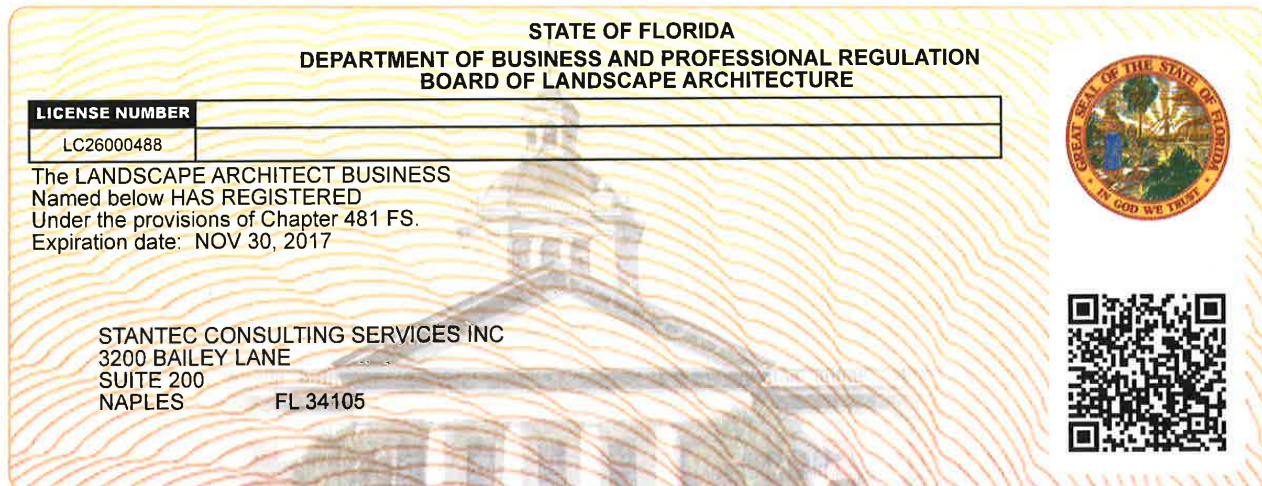 STATE OF FLORIDA
DEPARTMENT OF BUSINESS AND PROFESSIONAL REGULATION
BOARD OF LANDSCAPE ARCHITECTURE
LICENSE NUMBER
LC26000488
The LANDSCAPE ARCHITECT BUSINESS
Named below HAS REGISTERED
Under the provisions of Chapter 481 FS.
Expiration date: NOV 30, 2017
STANTEC CONSULTING SERVICES INC
3200 BAILEY LANE
SUITE 200
NAPLES FL 34105
GREAT SEAL OF THE STATE OF FLORIDA
IN GOD WE TRUST